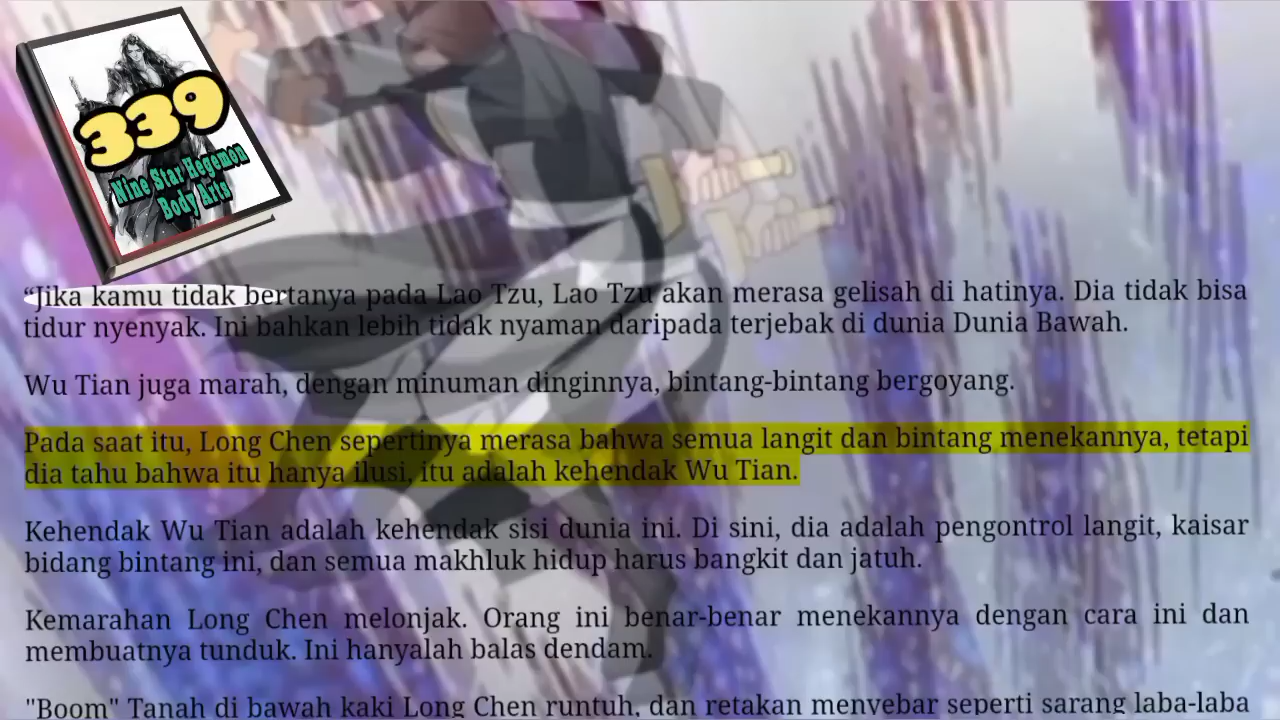 339
Nine Star Hegemon
Body Arts
“Jika kamu tidak bertanya pada Lao Tzu, Lao Tzu akan merasa gelisah di hatinya. Dia tidak bisa
tidur nyenyak. Ini bahkan lebih tidak nyaman daripada terjebak di dunia Dunia Bawah.
Wu Tian juga marah, dengan minuman dinginnya, bintang-bintang bergoyang.
Pada saat itu, Long Chen sepertinya merasa bahwa semua langit dan bintang menekannya, tetapi
dia tahu bahwa itu hanya ilusi, itu adalah kehendak Wu Tian.
Kehendak Wu Tian adalah kehendak sisi dunia ini. Di sini, dia adalah pengontrol langit, kaisar
bidang bintang ini, dan semua makhluk hidup harus bangkit dan jatuh.
Kemarahan Long Chen melonjak. Orang ini benar-benar menekannya dengan cara ini dan
membuatnya tunduk. Ini hanyalah balas dendam.
"Boom" Tanah di bawah kaki Long Chen runtuh, dan retakan menyebar seperti sarang laba-laba